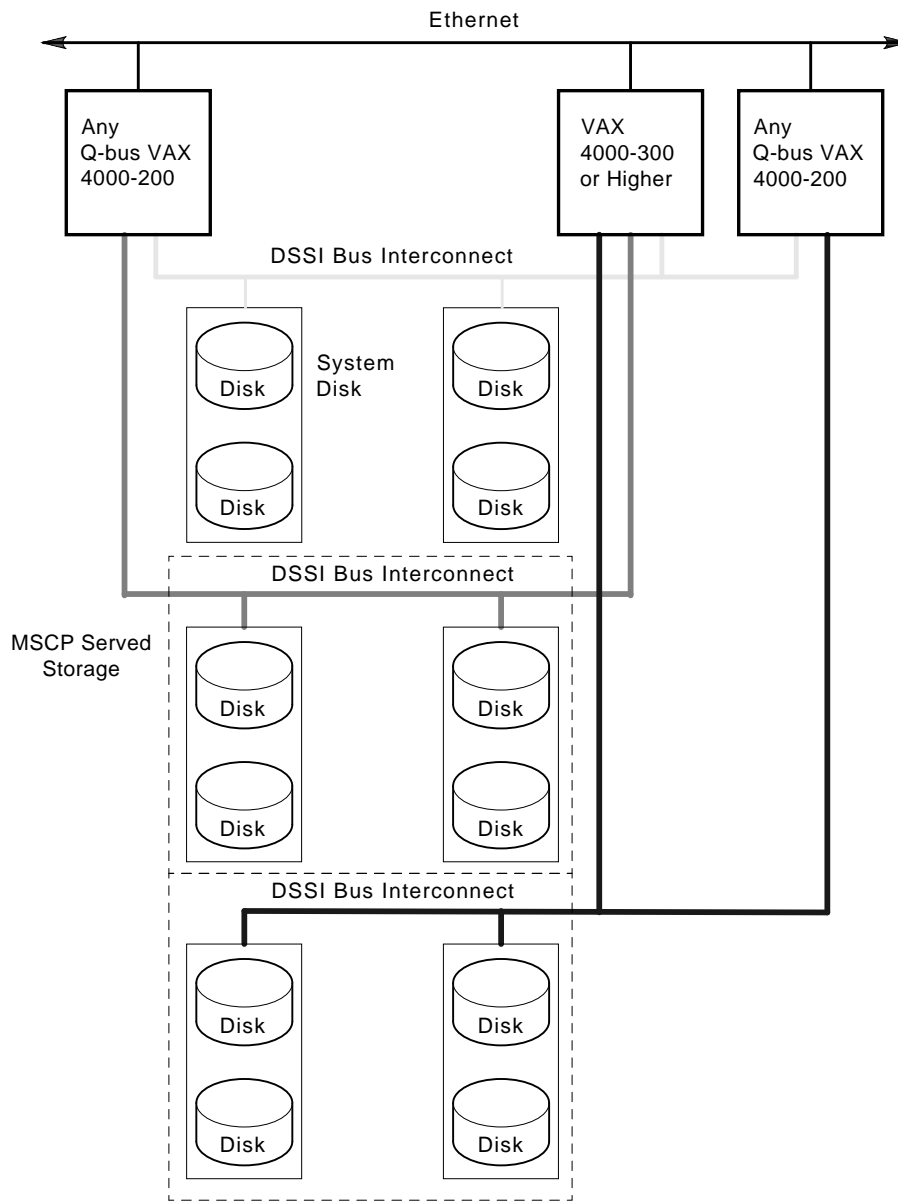 Ethernet
Any
Q-bus VAX
4000-200
VAX
4000-300
or Higher
Any
Q-bus VAX
4000-200
DSSI Bus Interconnect
Disk
System
Disk
Disk
Disk
Disk
DSSI Bus Interconnect
MSCP Served
Storage
Disk
Disk
Disk
Disk
DSSI Bus Interconnect
Disk
Disk
Disk
Disk